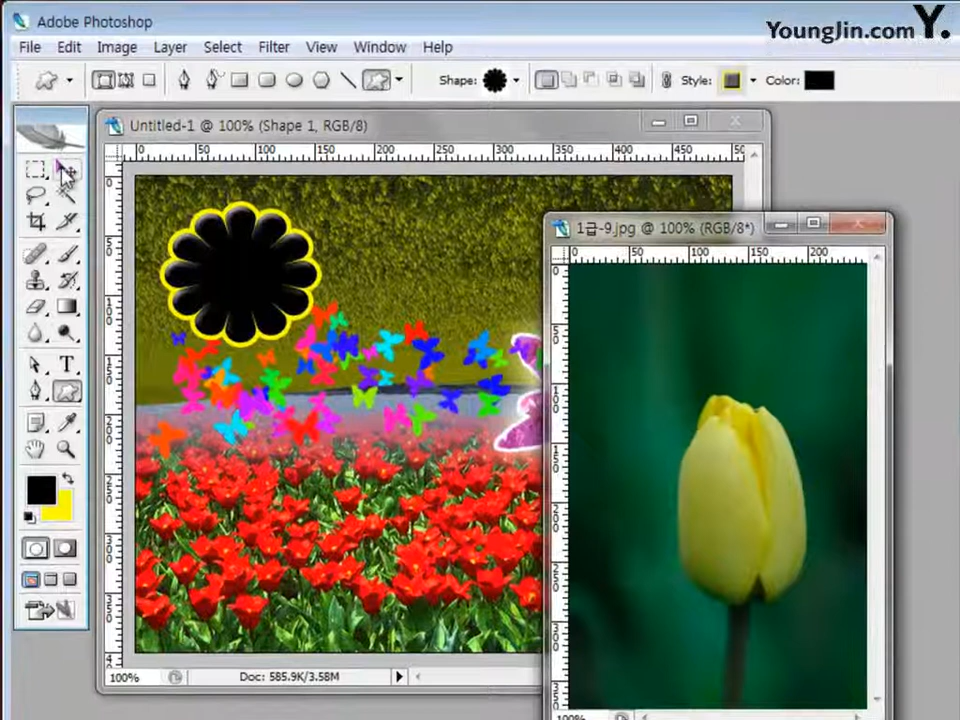 Adobe Photoshop
YoungJin.com Y.
File Edit Image Layer Select Filter View Window Help
Shape: Style: Color:
Untitled-1 @ 100% (Shape 1, RGB/8)
0 50 100 150 200 250 300 350 400 450 50
1급-9.jpg @ 100% (RGB/8*)
0 50 100 150 200
T
100% Doc: 585.9K/3.58M
100%